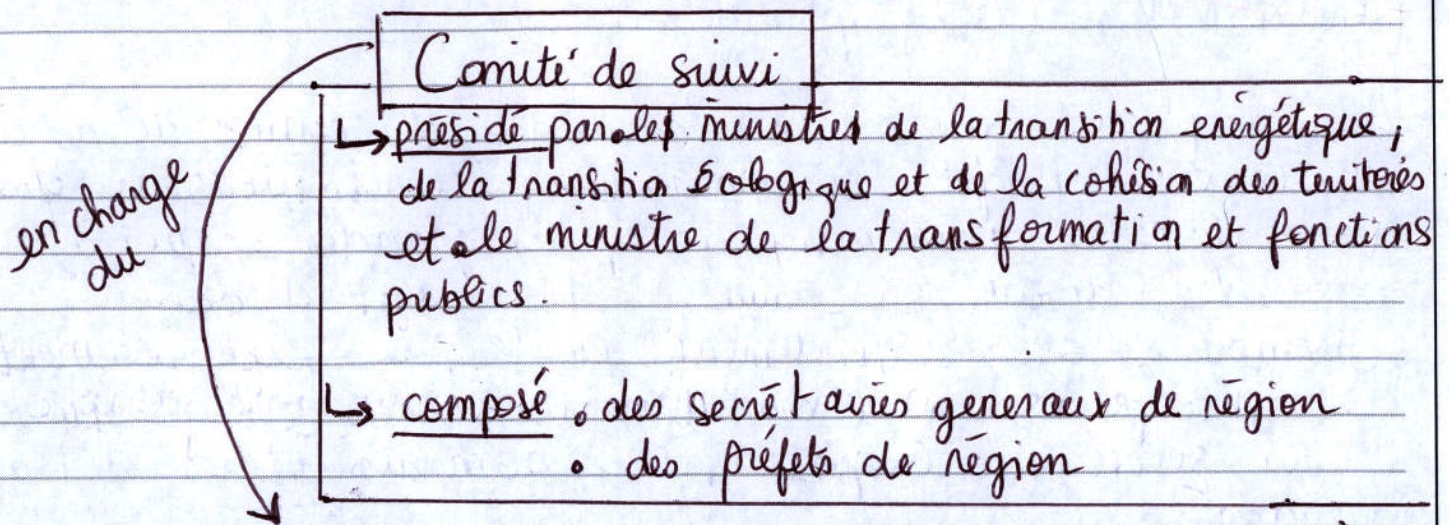 Comité de suivi
en charge
du
↳ présidé par • les ministres de la transition énergétique,
de la transition écologique et de la cohésion des territoires
et • le ministre de la transformation et fonctions
publics.
↳ composé • des secrétaires generaux de région
• des préfets de région